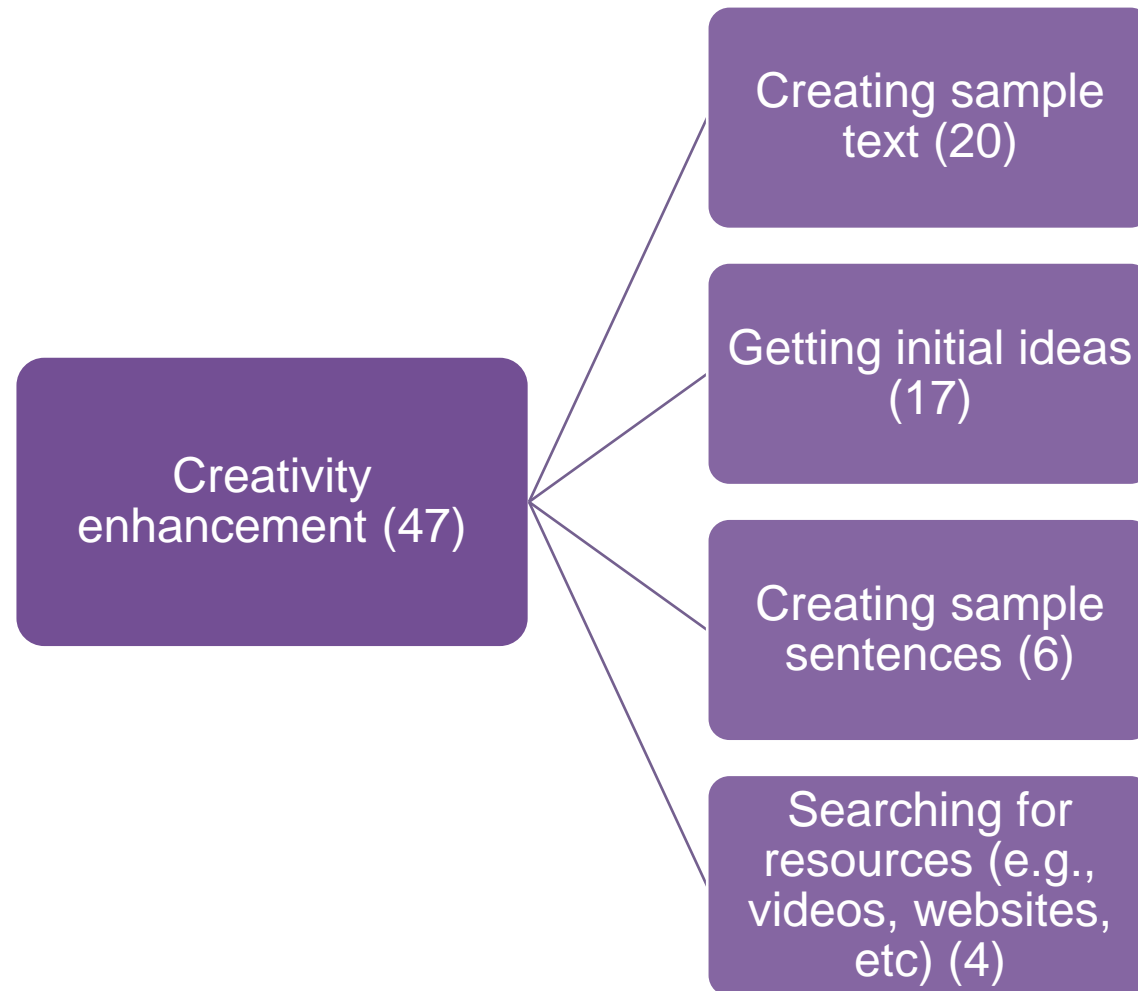 Creativity
enhancement (47)
Creating sample
text (20)
Getting initial ideas
(17)
Creating sample
sentences (6)
Searching for
resources (e.g.,
videos, websites,
etc) (4)